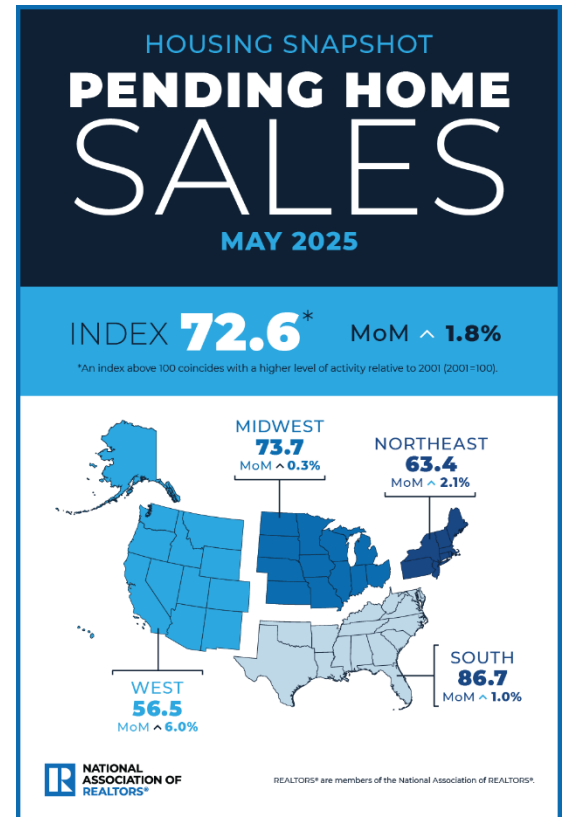 HOUSING SNAPSHOT
PENDING HOME
SALES
MAY 2025
INDEX 72.6* MoM ^ 1.8%
*An index above 100 coincides with a higher level of activity relative to 2001 (2001=100).
MIDWEST
73.7
MoM ^ 0.3%
NORTHEAST
63.4
MoM ^ 2.1%
WEST
56.5
MoM ^ 6.0%
SOUTH
86.7
MoM ^ 1.0%
NATIONAL
ASSOCIATION OF
REALTORS®
REALTORS® are members of the National Association of REALTORS®.